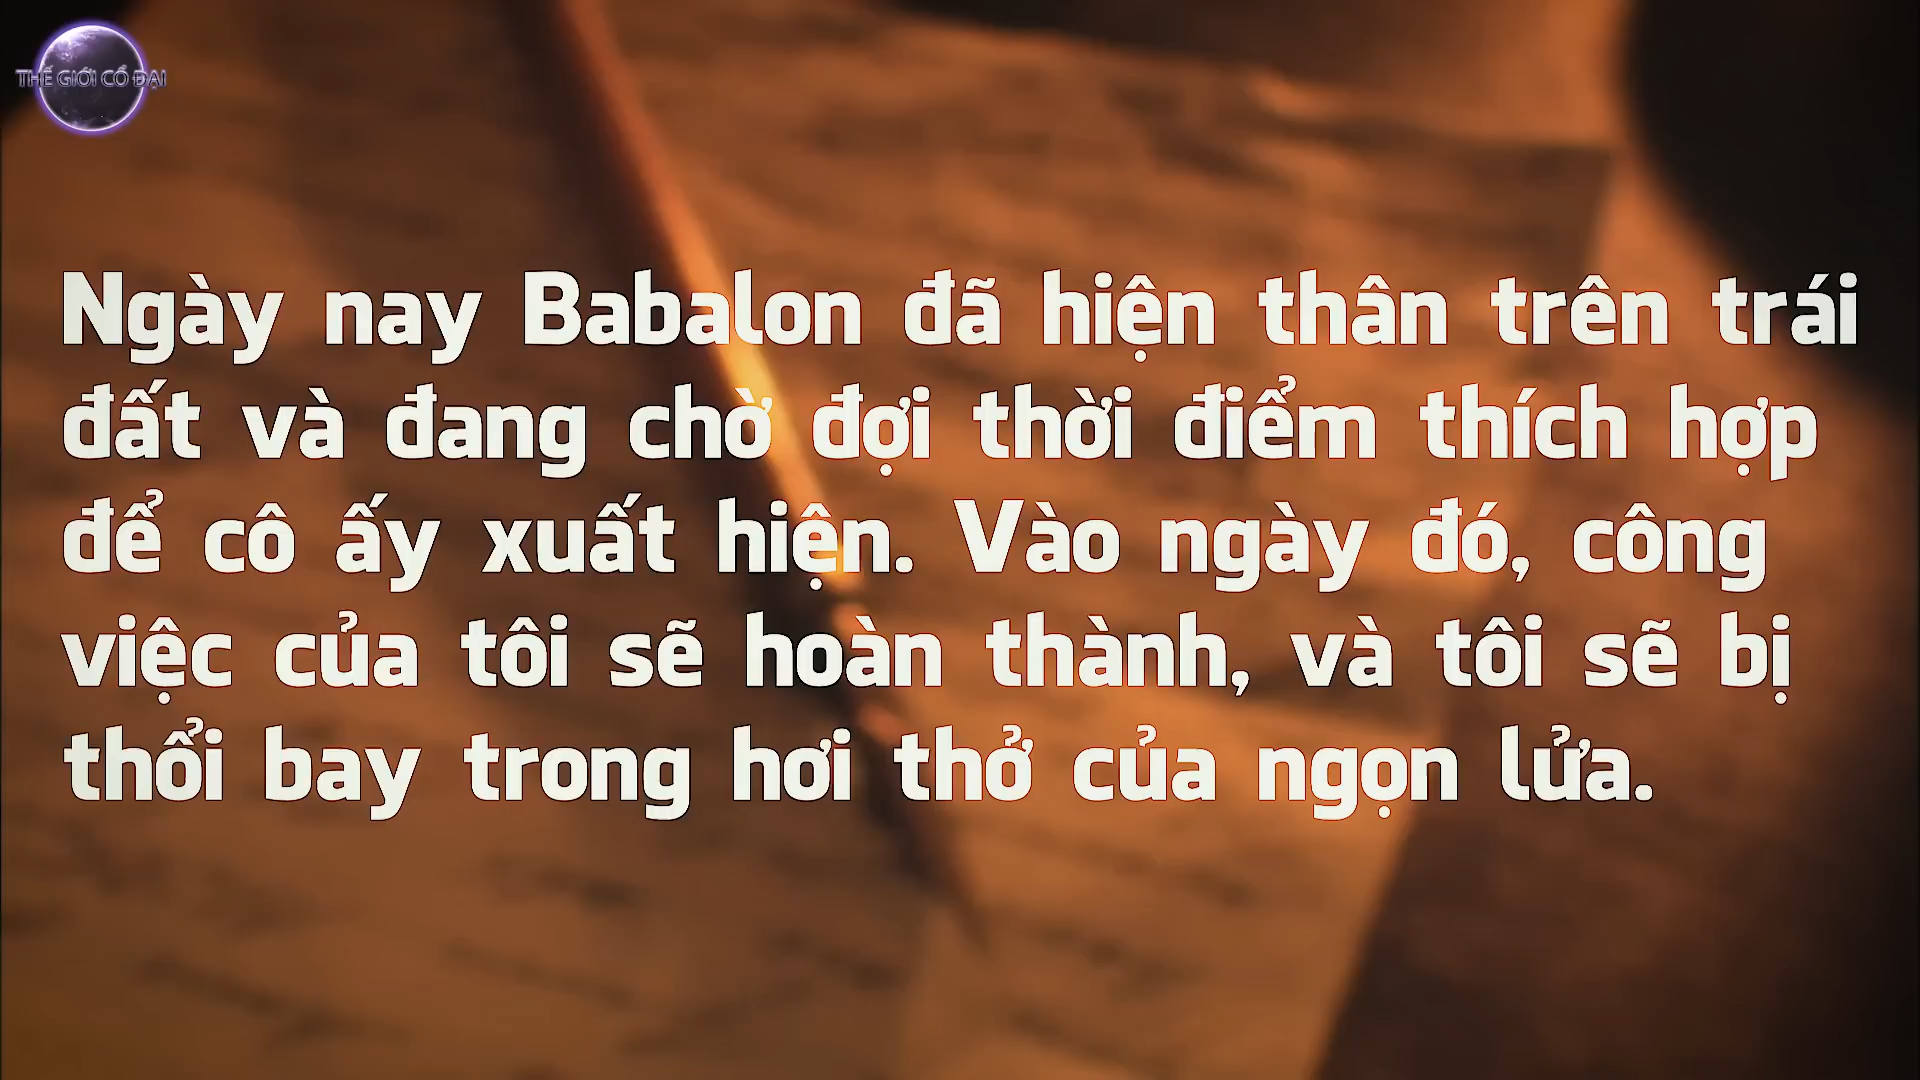 THẾ GIỚI CỔ ĐẠI
Ngày nay Babalon đã hiện thân trên trái
đất và đang chờ đợi thời điểm thích hợp
để cô ấy xuất hiện. Vào ngày đó, công
việc của tôi sẽ hoàn thành, và tôi sẽ bị
thổi bay trong hơi thở của ngọn lửa.